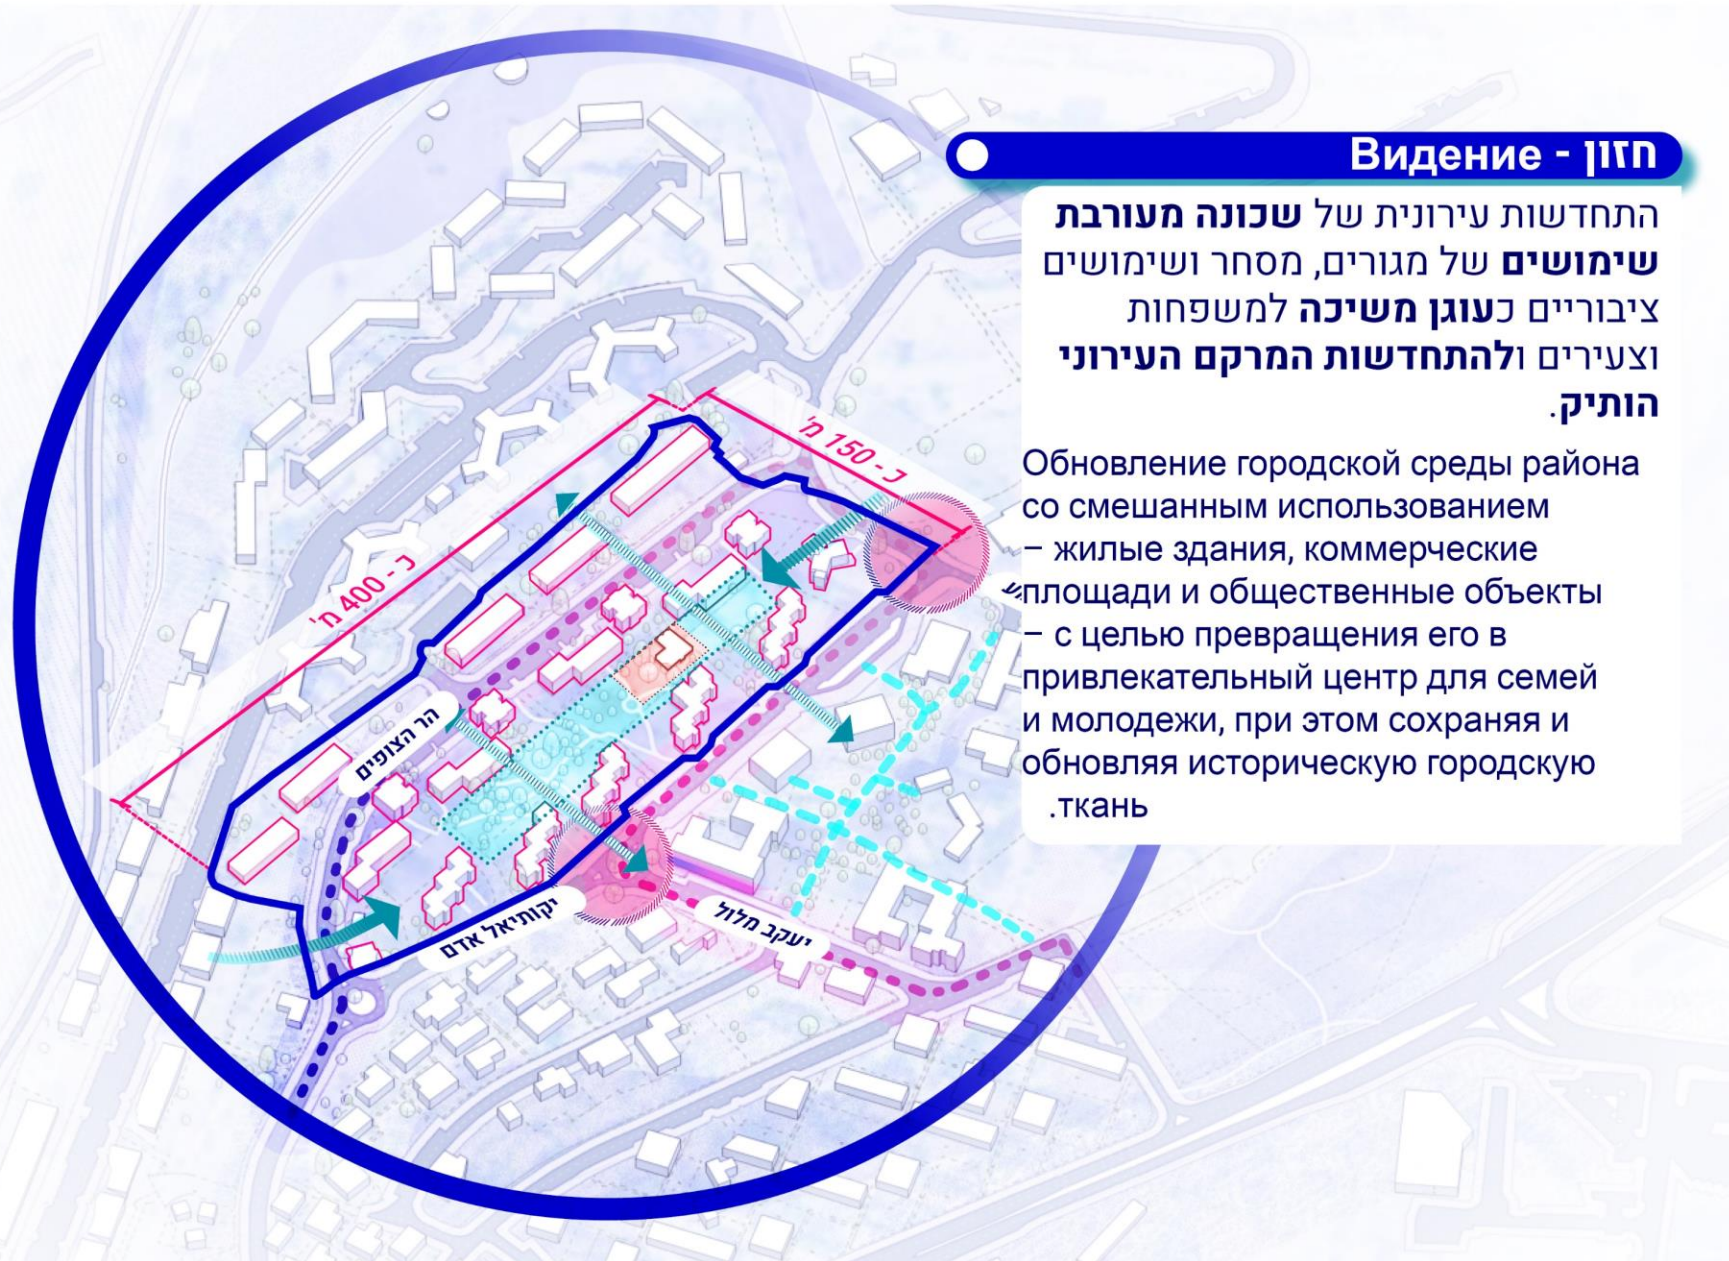 חזון - Видение
התחדשות עירונית של שכונה מעורבת
שימושים של מגורים, מסחר ושימושים
ציבוריים כעוגן משיכה למשפחות
וצעירים ולהתחדשות המרקם העירוני
הותיק.
Обновление городской среды района
со смешанным использованием
– жилые здания, коммерческие
площади и общественные объекты
– с целью превращения его в
привлекательный центр для семей
и молодежи, при этом сохраняя и
обновляя историческую городскую
ткань.
כ - 150 מ'
כ - 400 מ'
הר הצופים
יקותיאל אדם
יעקב מלול